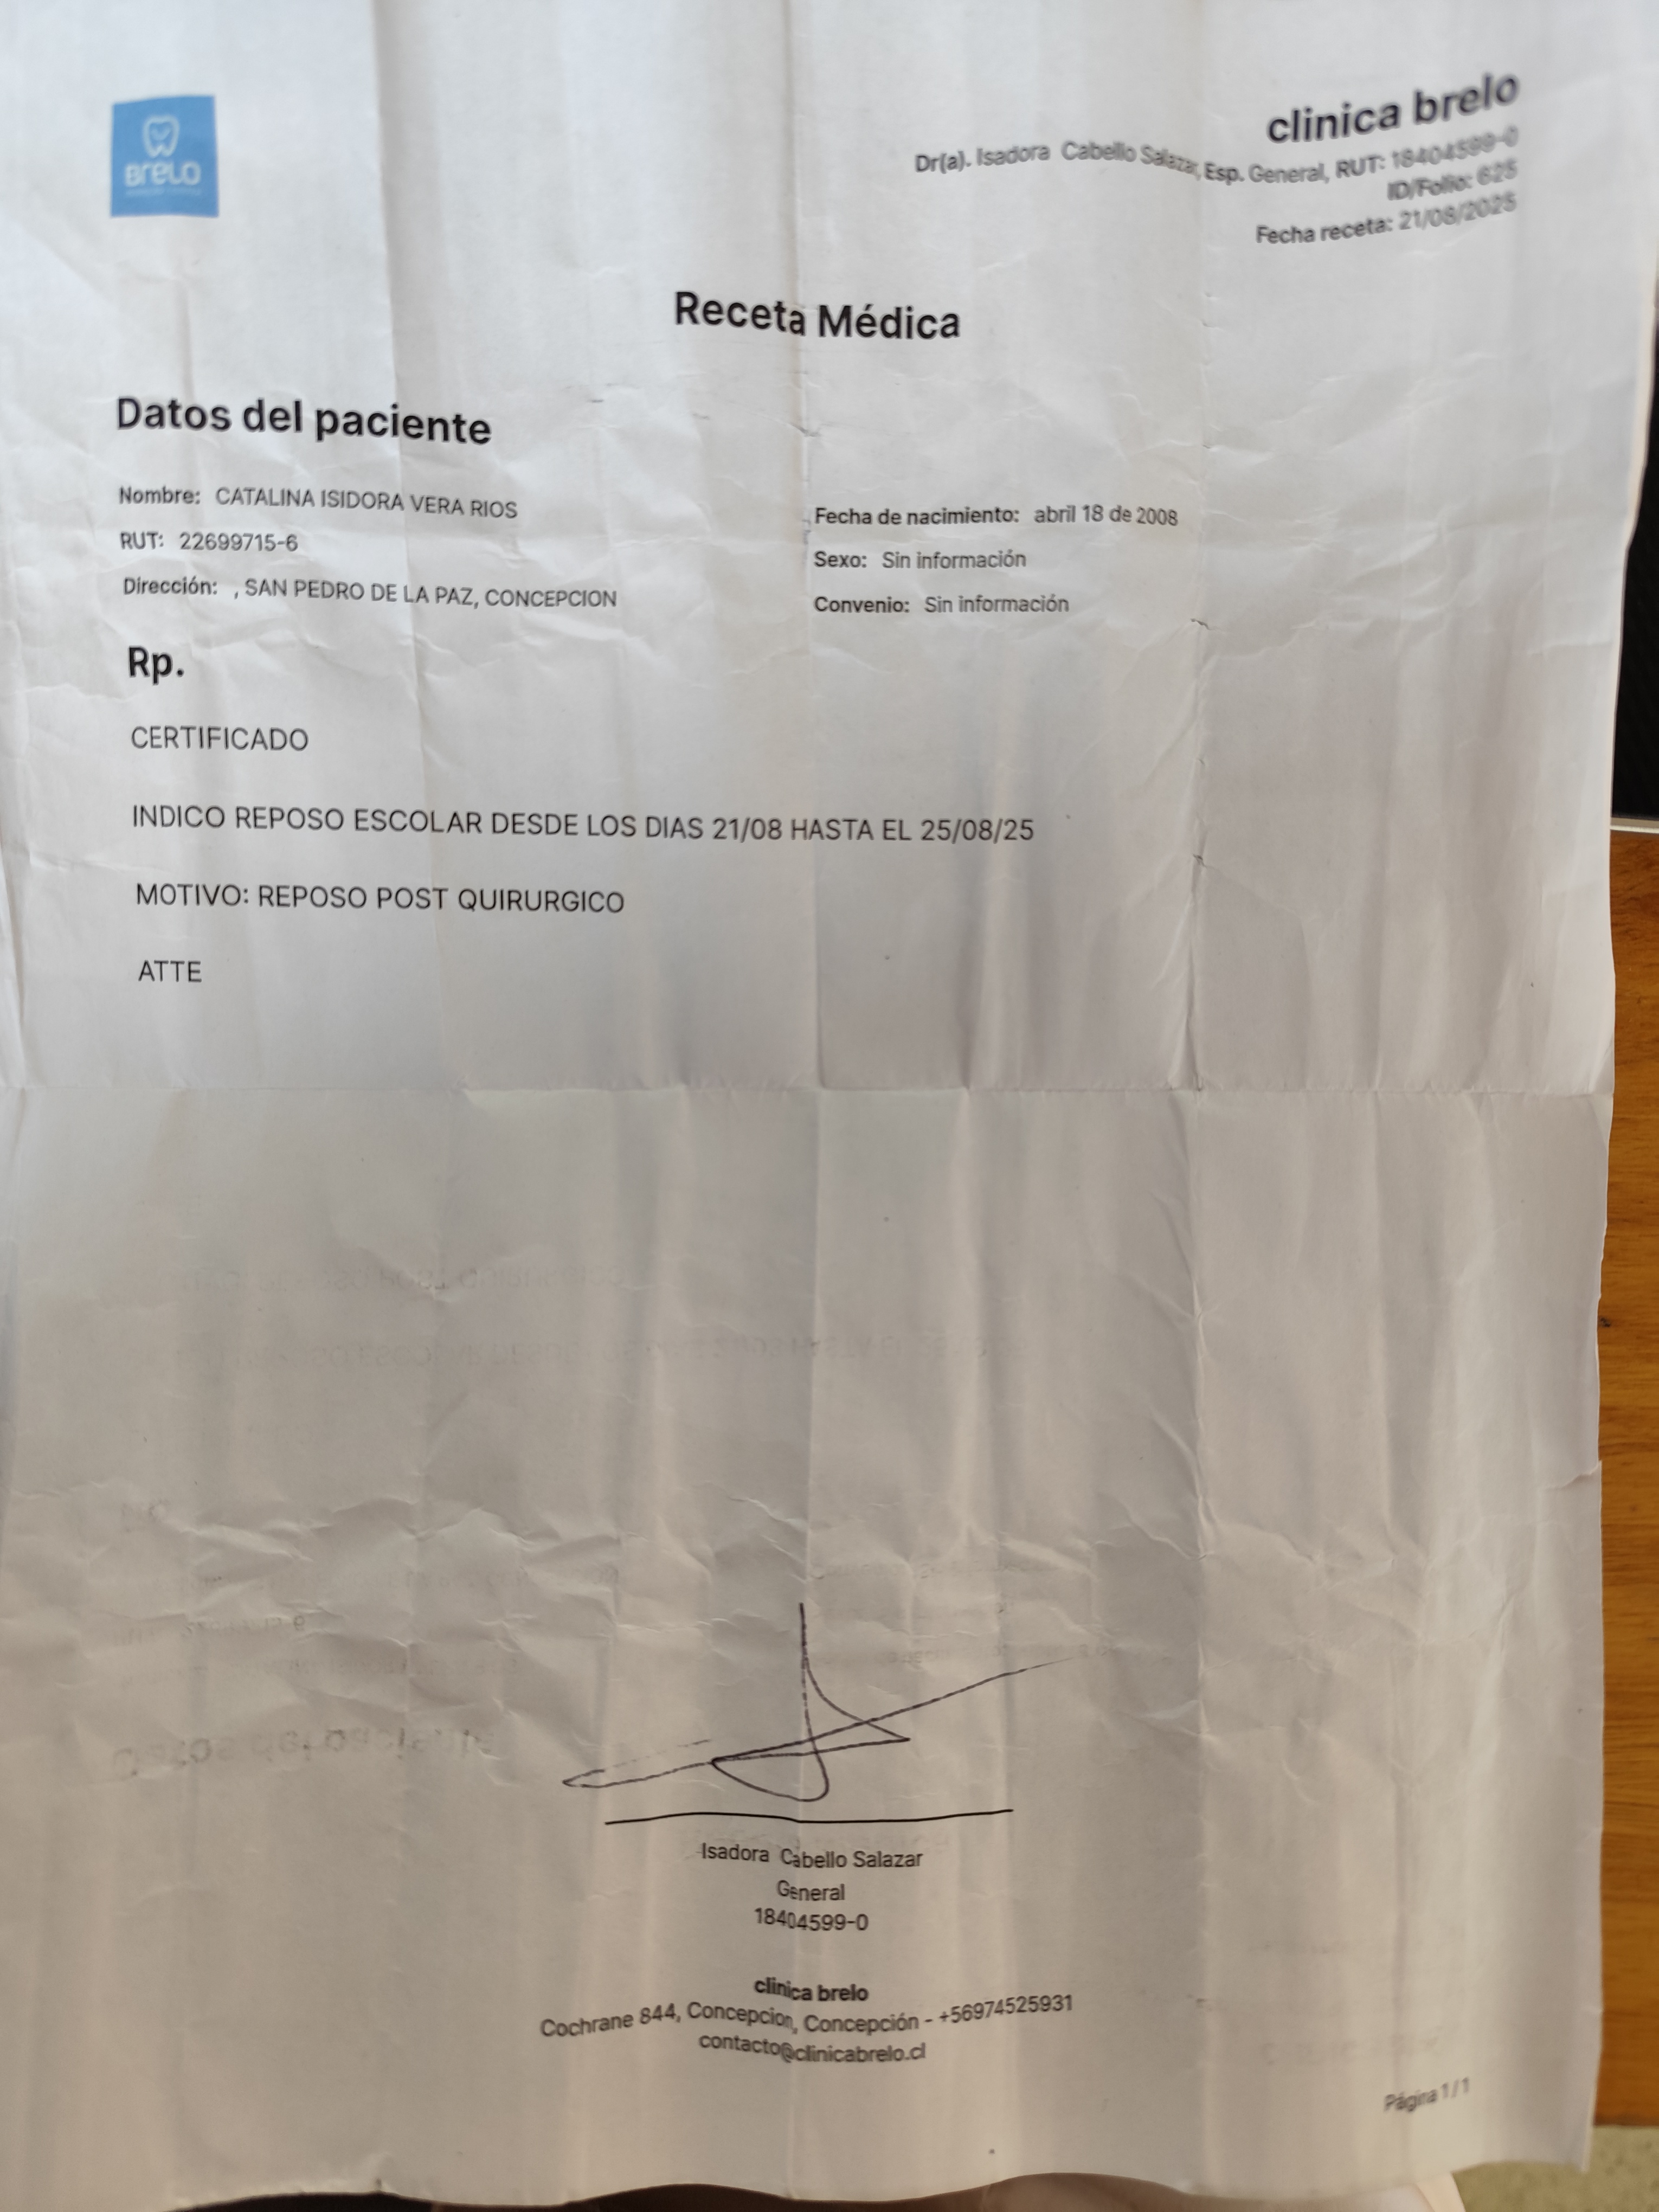 BRELO
clinica brelo
Dr(a). Isadora Cabello Salazar, Esp. General, RUT: 18404599-0
ID/Folio: 625
Fecha receta: 21/08/2025
Receta Médica
Datos del paciente
Nombre: CATALINA ISIDORA VERA RIOS
RUT: 22699715-6
Dirección: , SAN PEDRO DE LA PAZ, CONCEPCION
Fecha de nacimiento: abril 18 de 2008
Sexo: Sin información
Convenio: Sin información
Rp.
CERTIFICADO
INDICO REPOSO ESCOLAR DESDE LOS DIAS 21/08 HASTA EL 25/08/25
MOTIVO: REPOSO POST QUIRURGICO
ATTE
Isadora Cabello Salazar
General
18404599-0
clinica brelo
Cochrane 844, Concepcion, Concepción - +56974525931
contacto@clinicabrelo.cl
Página 1 / 1